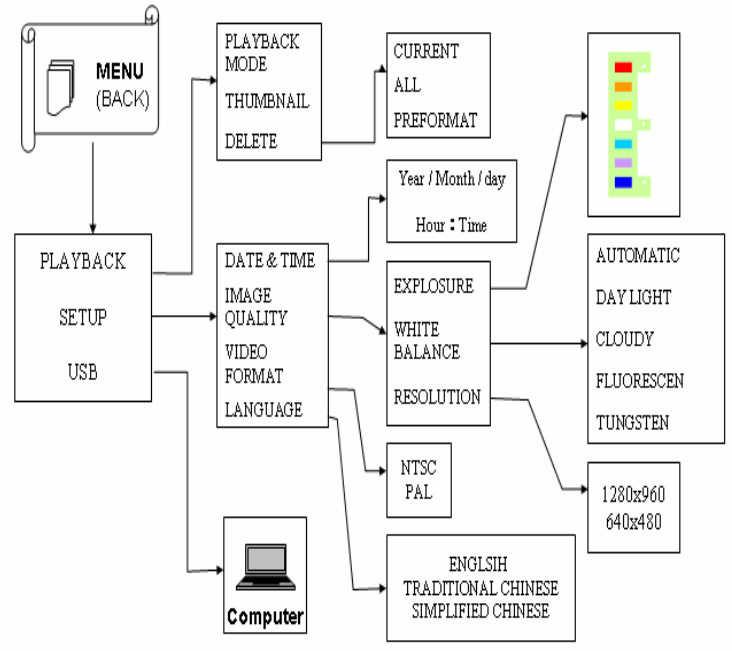 MENU
(BACK)
PLAYBACK
SETUP
USB
PLAYBACK
MODE
THUMBNAIL
DELETE
CURRENT
ALL
PREFORMAT
DATE & TIME
IMAGE
QUALITY
VIDEO
FORMAT
LANGUAGE
Year / Month / day
Hour : Time
EXPLOSURE
WHITE
BALANCE
RESOLUTION
AUTOMATIC
DAY LIGHT
CLOUDY
FLUORESCEN
TUNGSTEN
1280x960
640x480
NTSC
PAL
ENGLSIH
TRADITIONAL CHINESE
SIMPLIFIED CHINESE
Computer